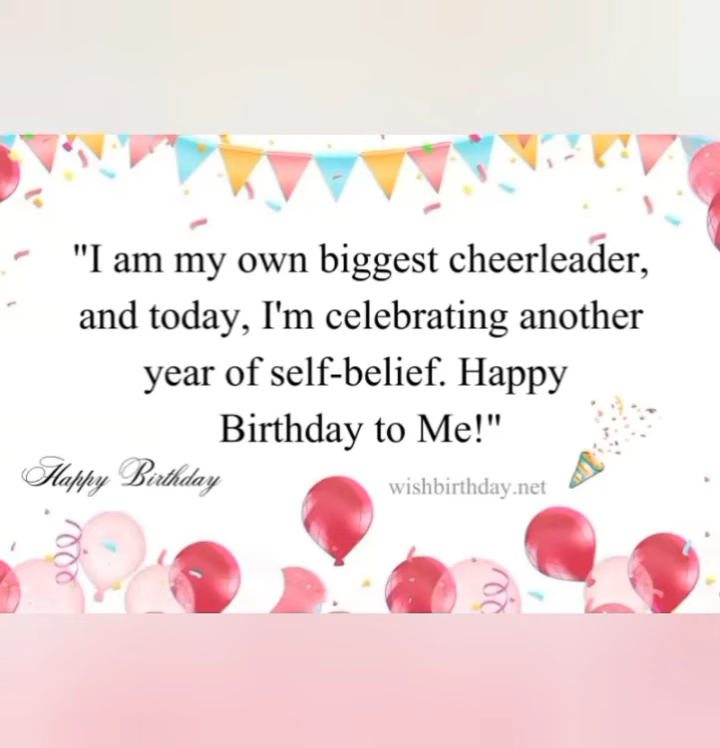 "I am my own biggest cheerleader,
and today, I'm celebrating another
year of self-belief. Happy
Birthday to Me!"
Happy Birthday
wishbirthday.net